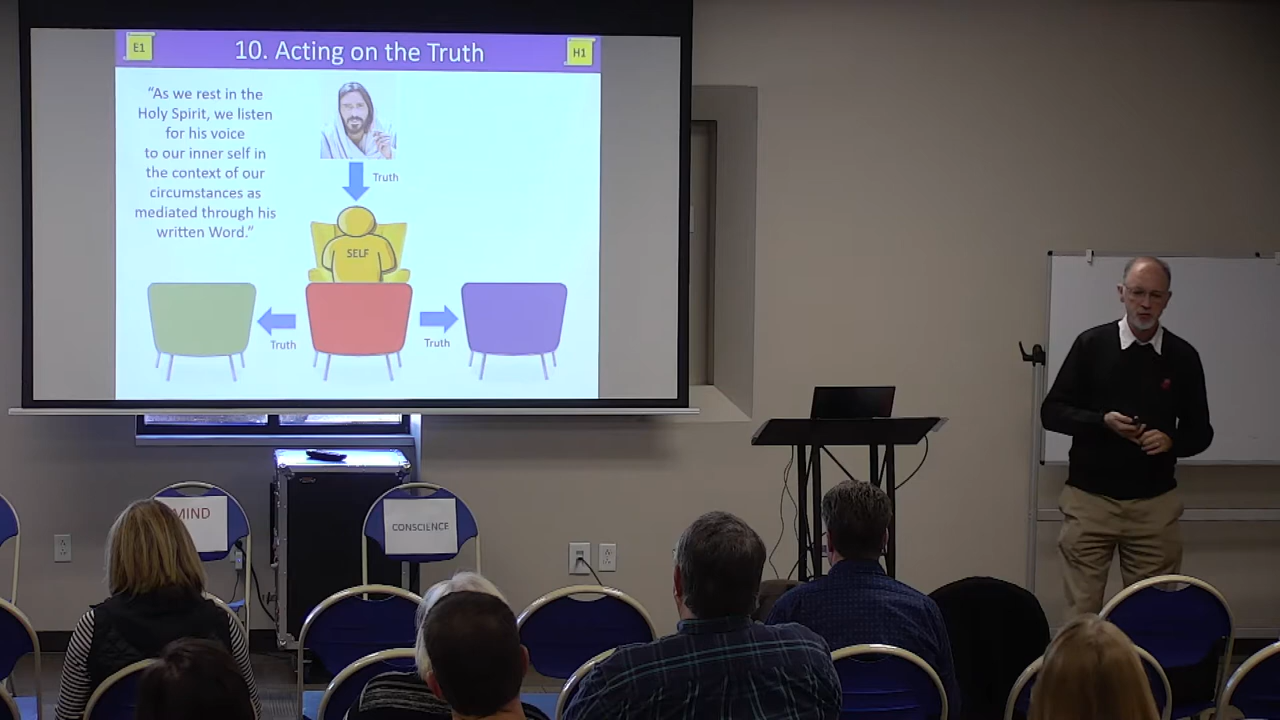 E1
10. Acting on the Truth
H1
“As we rest in the
Holy Spirit, we listen
for his voice
to our inner self in
the context of our
circumstances as
mediated through his
written Word.”
Truth
SELF
Truth
Truth
MIND
CONSCIENCE